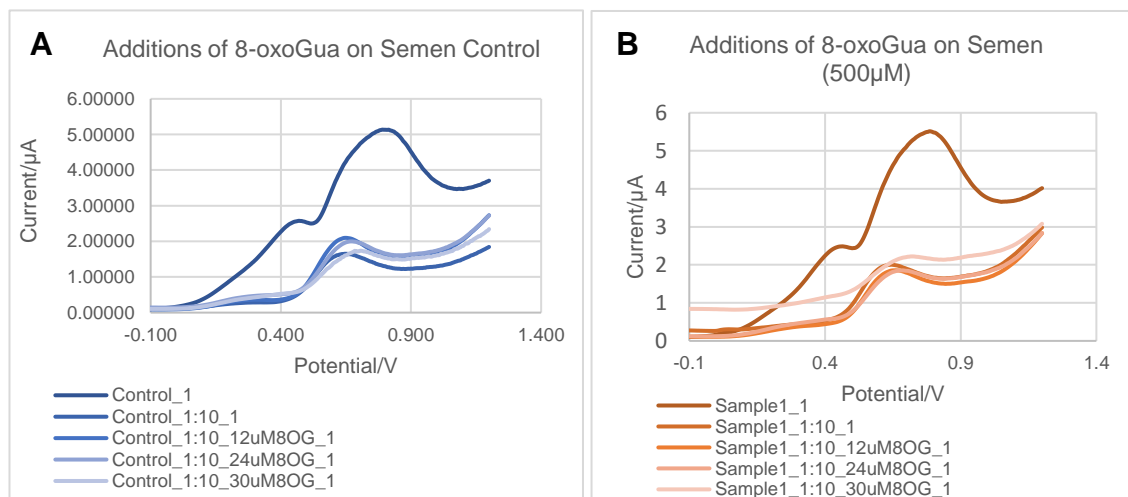 A
Additions of 8-oxoGua on Semen Control
6.00000
5.00000
4.00000
3.00000
2.00000
1.00000
0.00000
Current/µA
-0.100
0.400
0.900
1.400
Potential/V
Control_1
Control_1:10_1
Control_1:10_12uM8OG_1
Control_1:10_24uM8OG_1
Control_1:10_30uM8OG_1
B
Additions of 8-oxoGua on Semen
(500µM)
6
5
4
3
2
1
0
Current/µA
-0.1
0.4
0.9
1.4
Potential/V
Sample1_1
Sample1_1:10_1
Sample1_1:10_12uM8OG_1
Sample1_1:10_24uM8OG_1
Sample1_1:10_30uM8OG_1